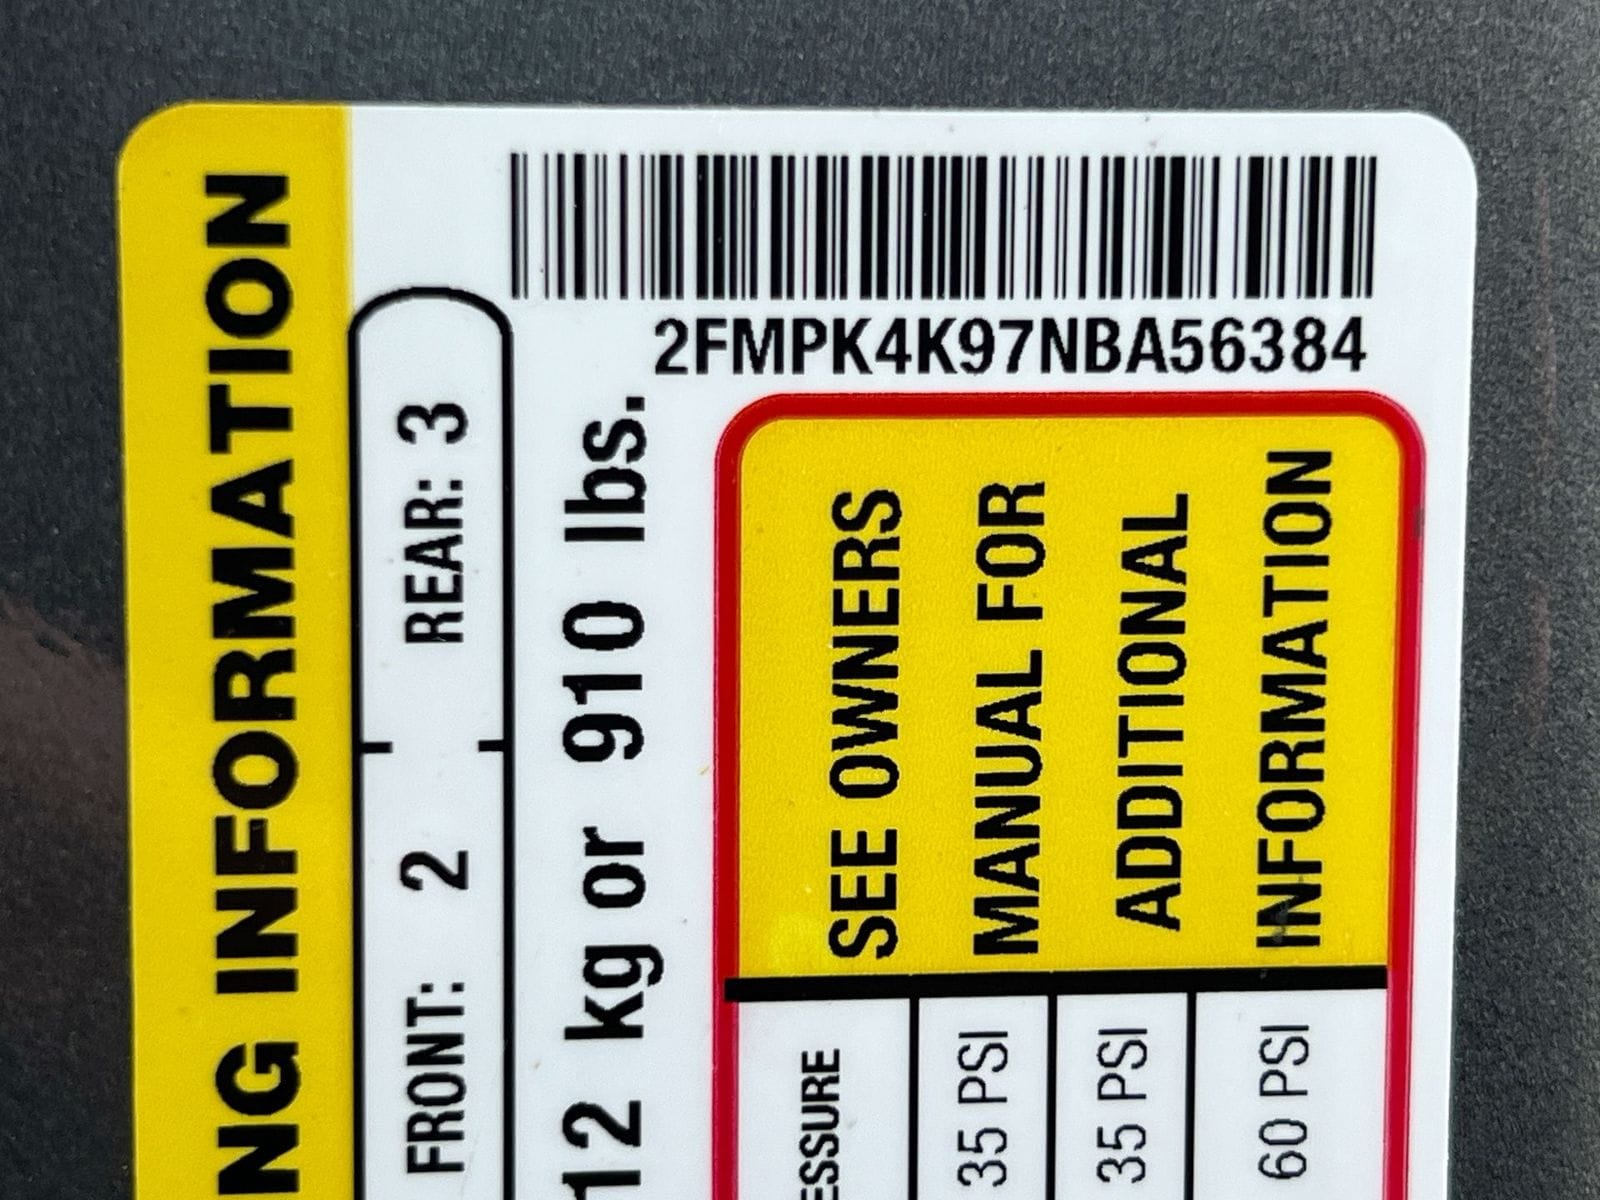 2FMPK4K97NBA56384
NG INFORMATION
FRONT: 2 REAR: 3
12 kg or 910 lbs.
SEE OWNERS
MANUAL FOR
ADDITIONAL
INFORMATION
ESSURE
35 PSI
35 PSI
60 PSI